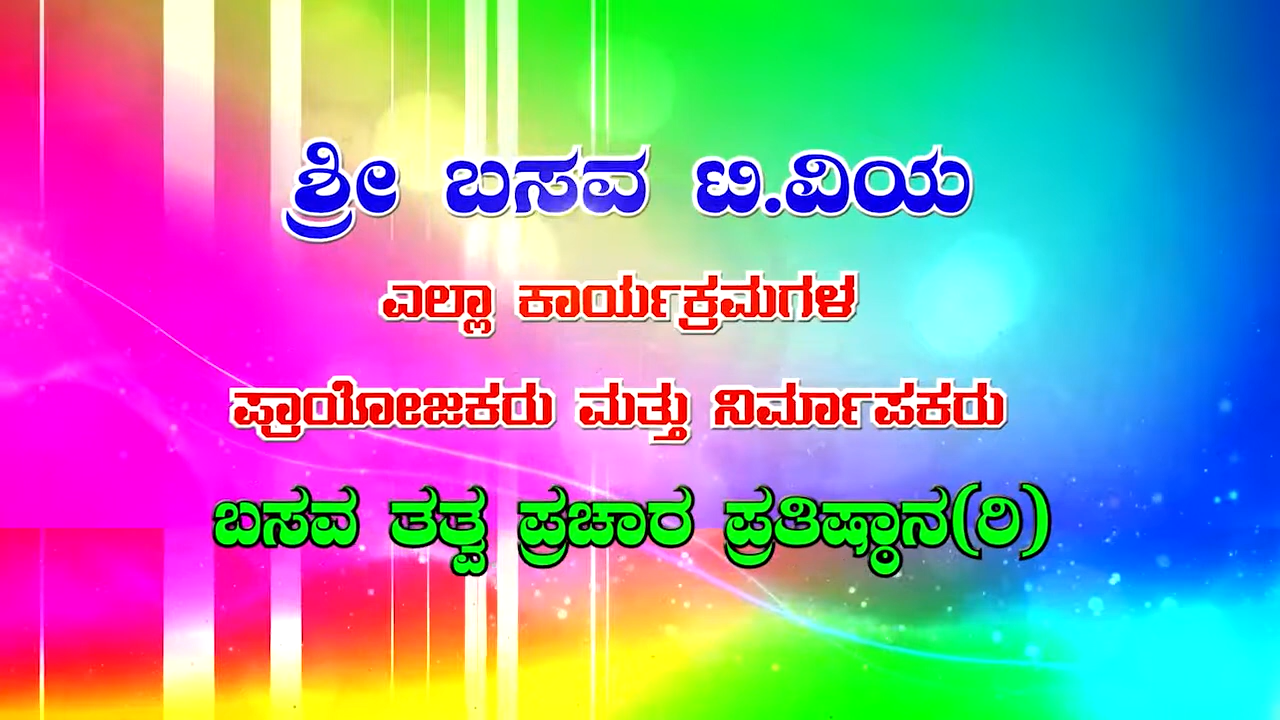 ಶ್ರೀ ಬಸವ ಟಿ.ವಿಯ
ಎಲ್ಲಾ ಕಾರ್ಯಕ್ರಮಗಳ
ಪ್ರಾಯೋಜಕರು ಮತ್ತು ನಿರ್ಮಾಪಕರು
ಬಸವ ತತ್ವ ಪ್ರಚಾರ ಪ್ರತಿಷ್ಠಾನ(ರಿ)